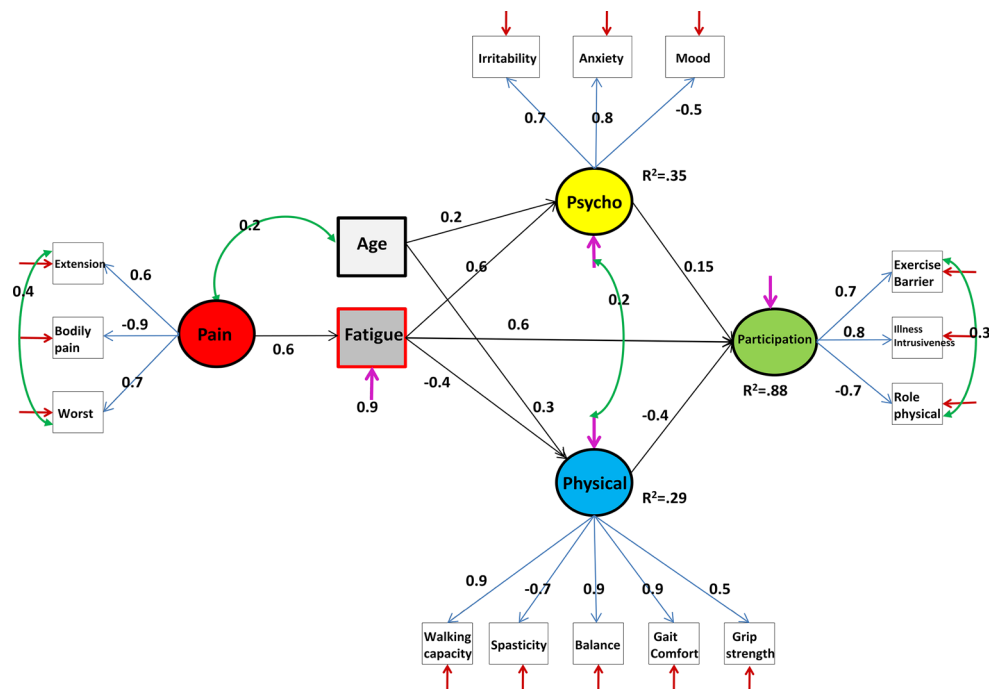 Irritability
Anxiety
Mood
0.7
0.8
-0.5
Psycho
R²=.35
0.2
Age
0.2
0.6
0.15
Extension
0.4
0.6
Bodily
pain
-0.9
Pain
0.6
Fatigue
0.6
0.2
Worst
0.7
0.9
-0.4
0.3
-0.4
Participation
R²=.88
Exercise
Barrier
0.7
Illness
Intrusiveness
0.8
0.3
Role
physical
-0.7
Physical
R²=.29
0.9
-0.7
0.9
0.9
0.5
Walking
capacity
Spasticity
Balance
Gait
Comfort
Grip
strength